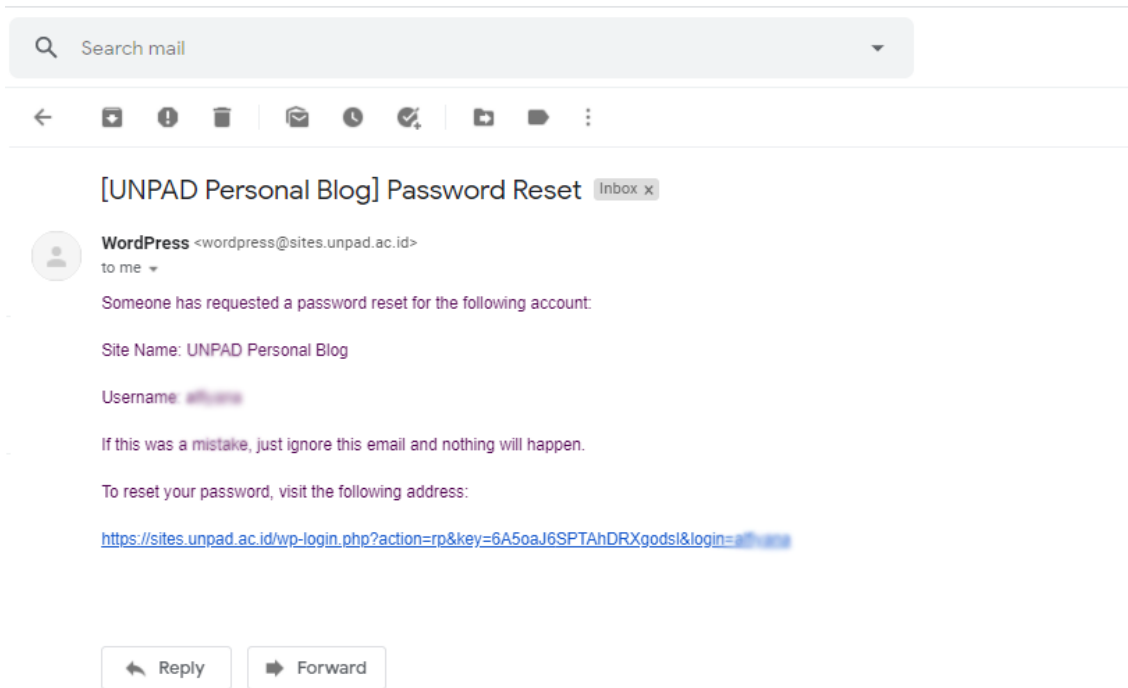 Search mail
[UNPAD Personal Blog] Password Reset Inbox x
WordPress <wordpress@sites.unpad.ac.id>
to me
Someone has requested a password reset for the following account:
Site Name: UNPAD Personal Blog
Username:
If this was a mistake, just ignore this email and nothing will happen.
To reset your password, visit the following address:
https://sites.unpad.ac.id/wp-login.php?action=rp&key=6A5oaJ6SPTAhDRXgodsl&login=
Reply
Forward